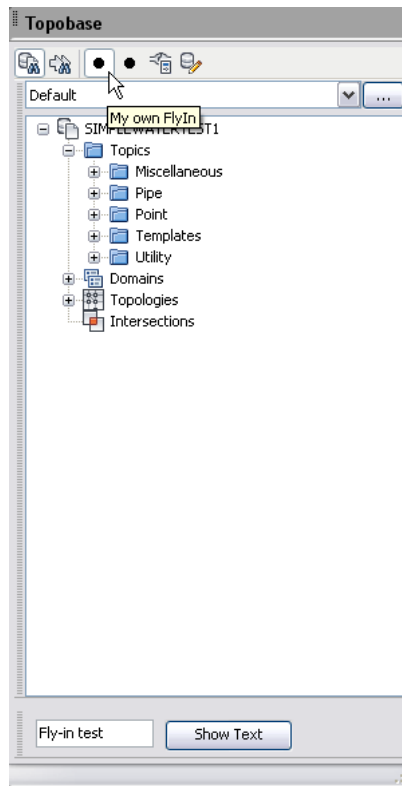 Topobase
Default
...
My own FlyIn
SIMPLEWATERTEST1
Topics
Miscellaneous
Pipe
Point
Templates
Utility
Domains
Topologies
Intersections
Fly-in test
Show Text